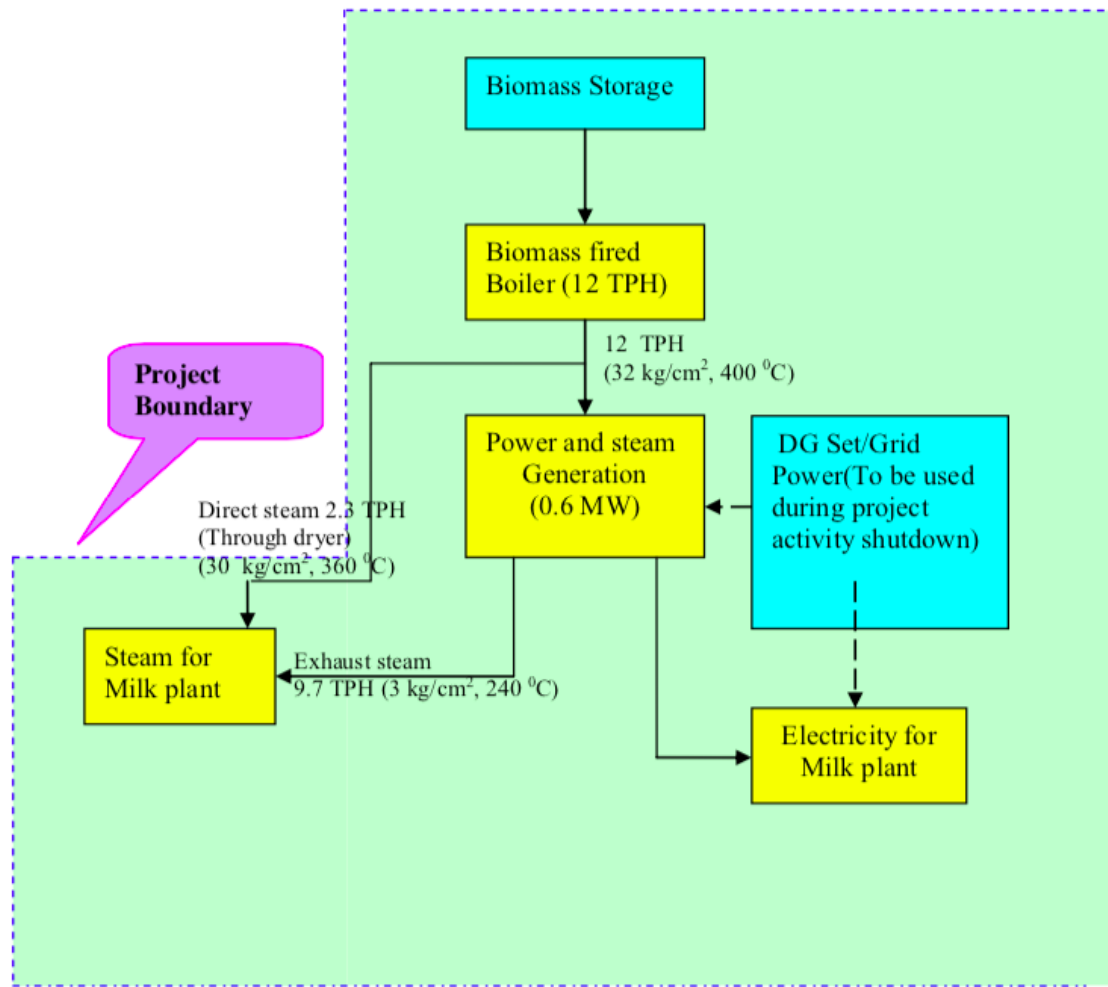 Biomass Storage
Biomass fired
Boiler (12 TPH)
12 TPH
(32 kg/cm², 400 ⁰C)
Project
Boundary
Power and steam
Generation
(0.6 MW)
DG Set/Grid
Power(To be used
during project
activity shutdown)
Direct steam 2.3 TPH
(Through dryer)
(30 kg/cm², 360 ⁰C)
Steam for
Milk plant
Exhaust steam
9.7 TPH (3 kg/cm², 240 ⁰C)
Electricity for
Milk plant